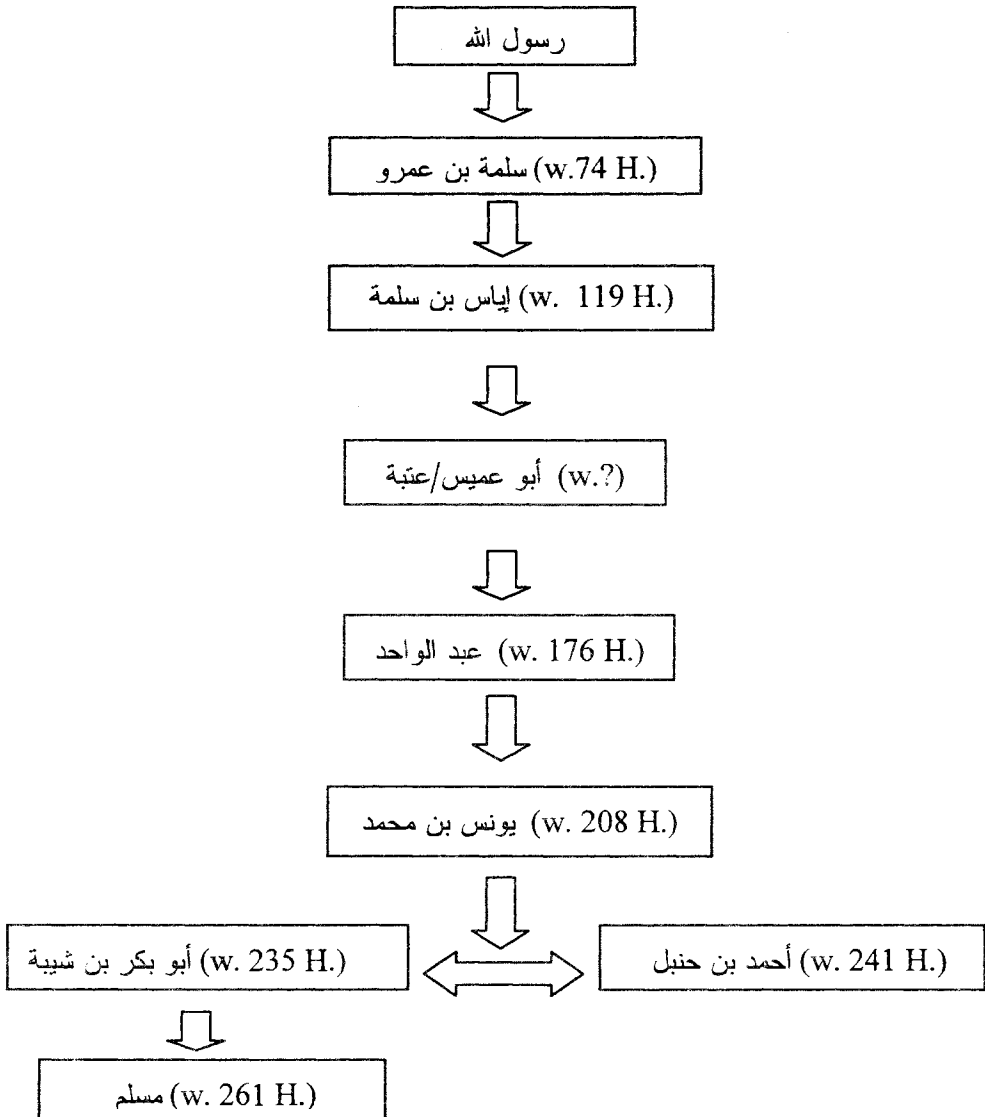 رسول الله
سلمة بن عمرو (w.74 H.)
إياس بن سلمة (w. 119 H.)
أبو عميس/عتبة (w.?)
عبد الواحد (w. 176 H.)
يونس بن محمد (w. 208 H.)
أبو بكر بن شيبة (w. 235 H.)
أحمد بن حنبل (w. 241 H.)
مسلم (w. 261 H.)